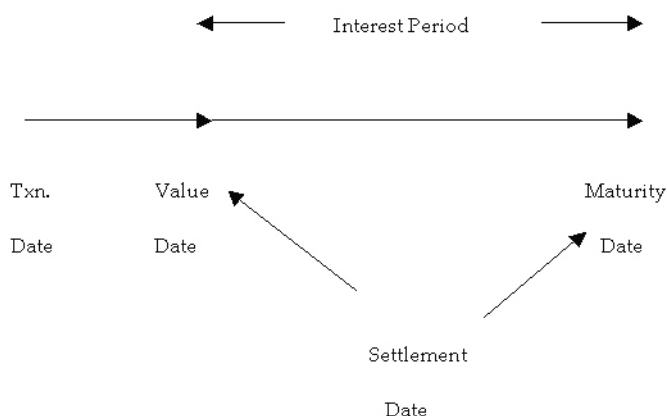 Interest Period
Txn. Value Maturity
Date Date Date
Settlement
Date